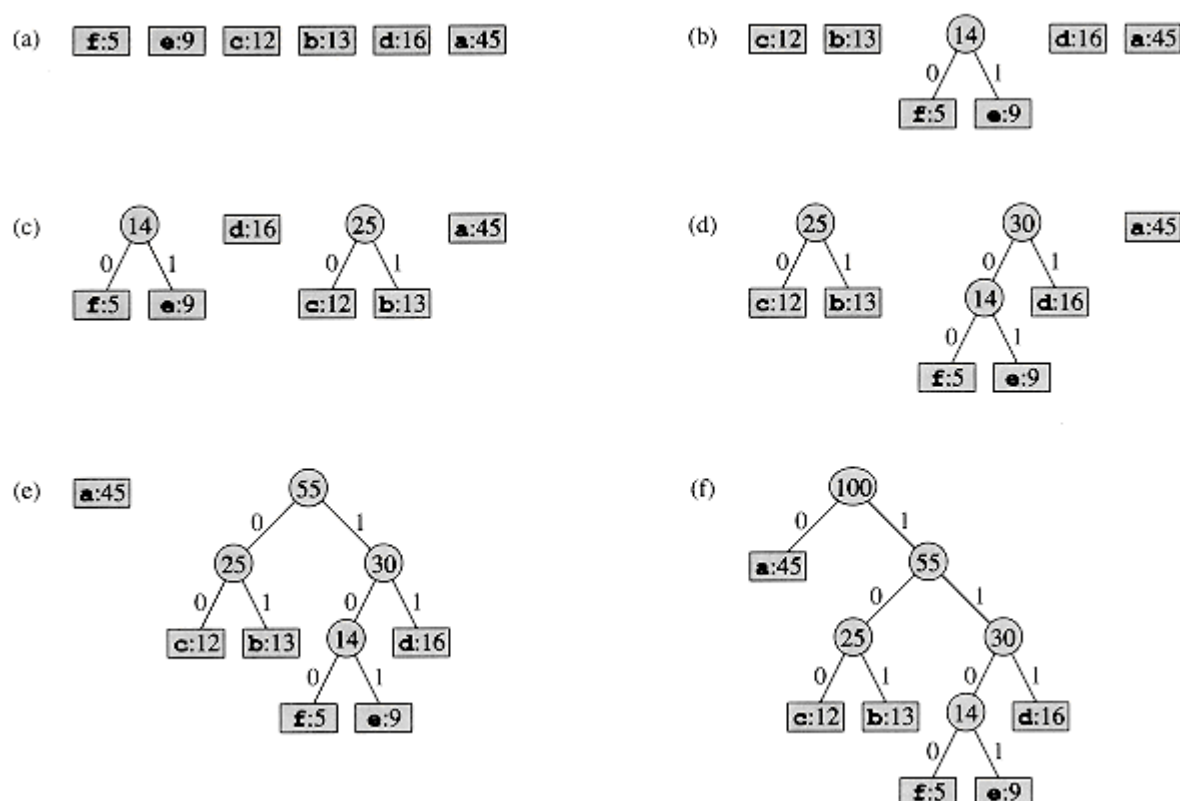 (a) f:5 e:9 c:12 b:13 d:16 a:45
(b) c:12 b:13 14 d:16 a:45
0 1
f:5 e:9
(c) 14 d:16 25 a:45
0 1 0 1
f:5 e:9 c:12 b:13
(d) 25 30 a:45
0 1 0 1
c:12 b:13 14 d:16
0 1
f:5 e:9
(e) a:45 55
0 1
25 30
0 1 0 1
c:12 b:13 14 d:16
0 1
f:5 e:9
(f) 100
0 1
a:45 55
0 1
25 30
0 1 0 1
c:12 b:13 14 d:16
0 1
f:5 e:9